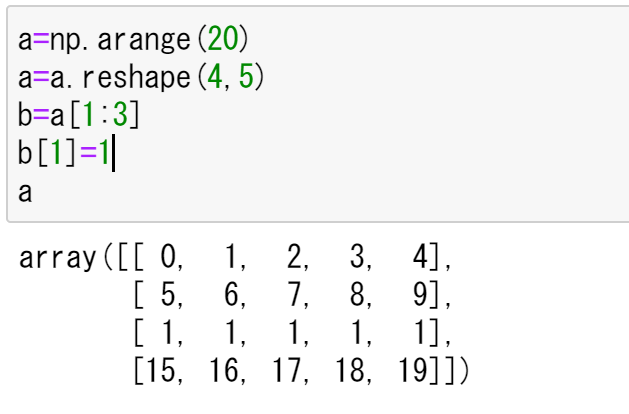 a=np.arange(20)
a=a.reshape(4,5)
b=a[1:3]
b[1]=1
a
array([[ 0,  1,  2,  3,  4],
       [ 5,  6,  7,  8,  9],
       [ 1,  1,  1,  1,  1],
       [15, 16, 17, 18, 19]])